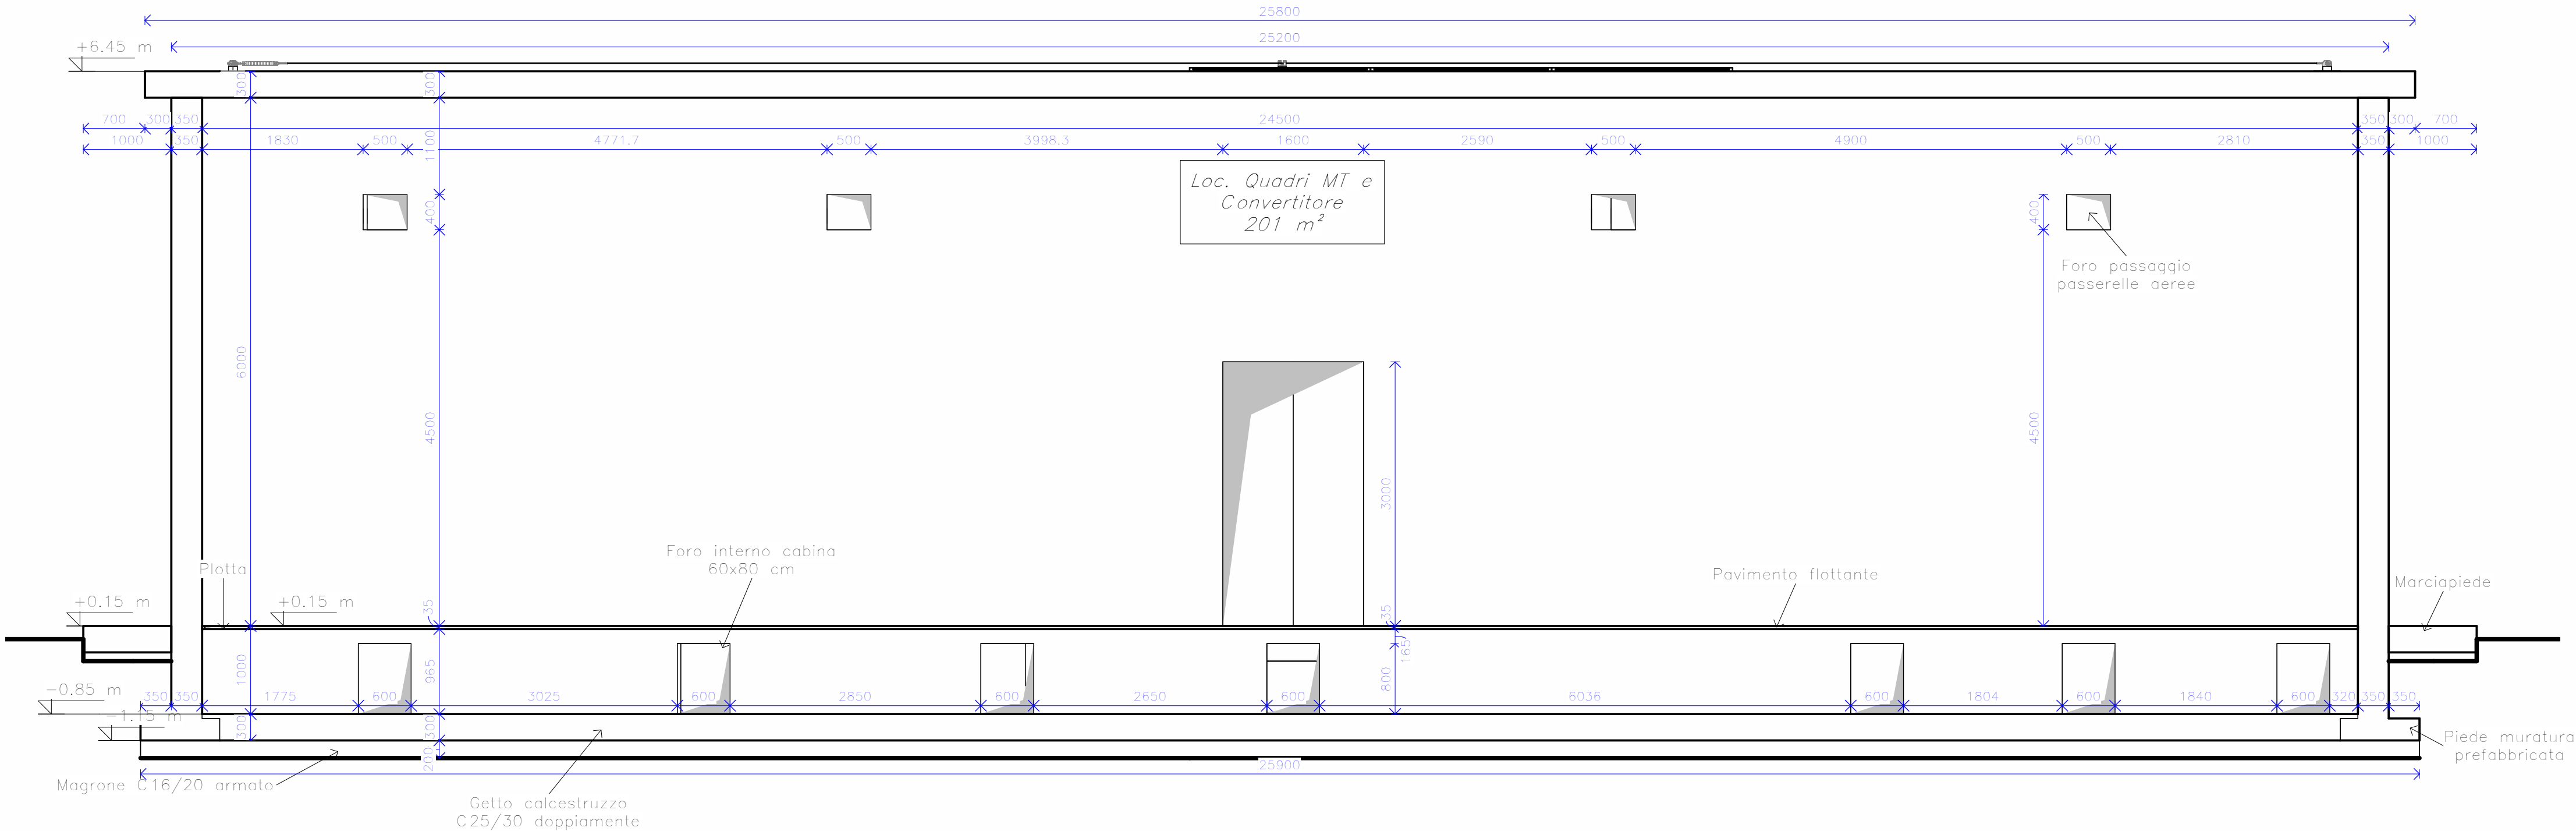 25800
25200
+6.45 m
300
300
700 300 350 24500 350 300 700
1000 350 1830 500 4771.7 500 3998.3 1600 2590 500 4900 500 2810 350 1000
1100
Loc. Quadri MT e
Convertitore
201 m²
400
400
Foro passaggio
passerelle aeree
6000
4500
4500
3000
Foro interno cabina
60x80 cm
Plotta
Pavimento flottante
Marciapiede
+0.15 m
+0.15 m
35
35
165
1000
965
800
-0.85 m
350 350 1775 600 3025 600 2850 600 2650 600 6036 600 1804 600 1840 600 320 350 350
-1.15 m
300
300
200
Piede muratura
prefabbricata
25900
Magrone C16/20 armato
Getto calcestruzzo
C25/30 doppiamente